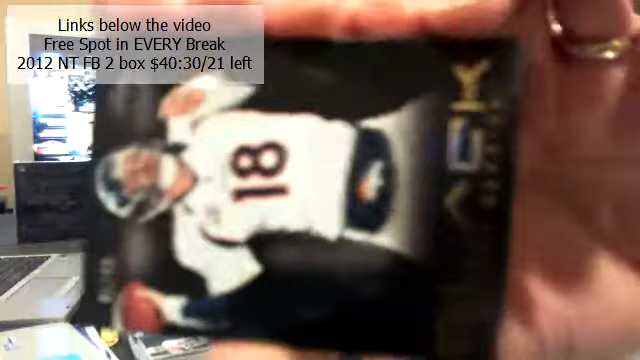 Links below the video
Free Spot in EVERY Break
2012 NT FB 2 box $40:30/21 left
18